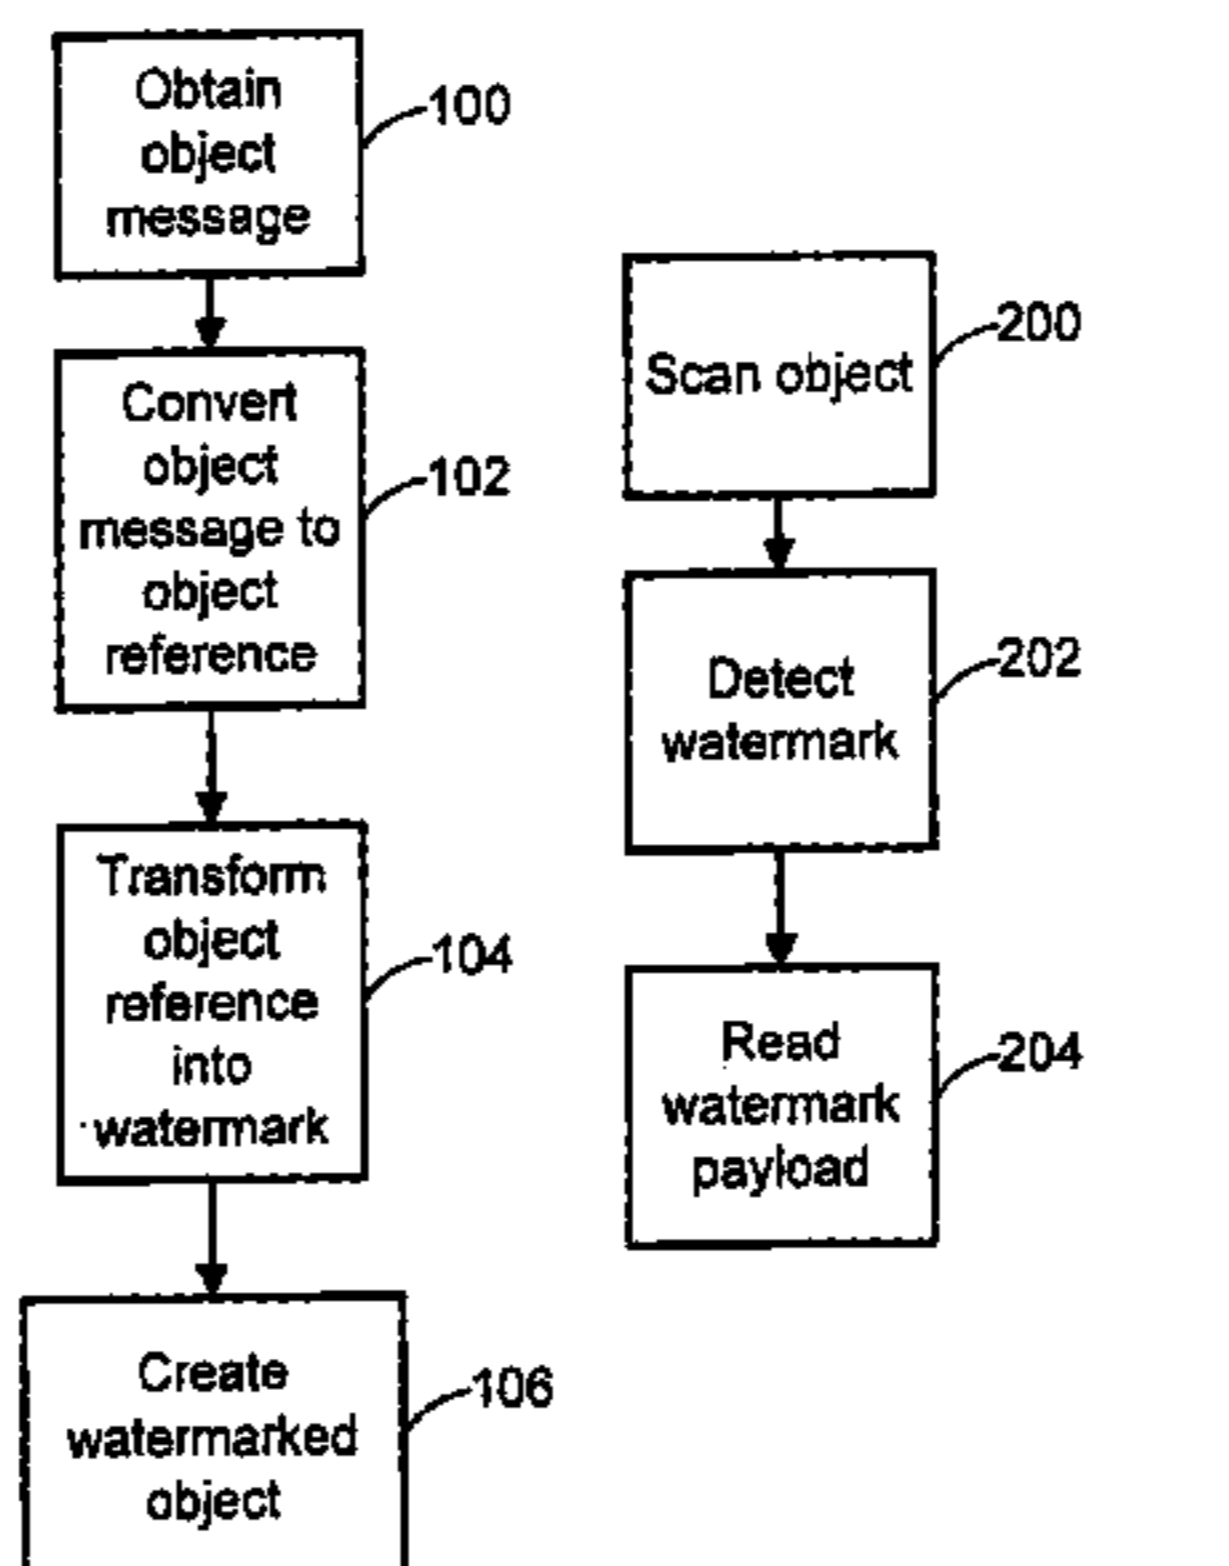 Obtain
object
message
100
Convert
object
message to
object
reference
102
Transform
object
reference
into
watermark
104
Create
watermarked
object
106
Scan object
200
Detect
watermark
202
Read
watermark
payload
204